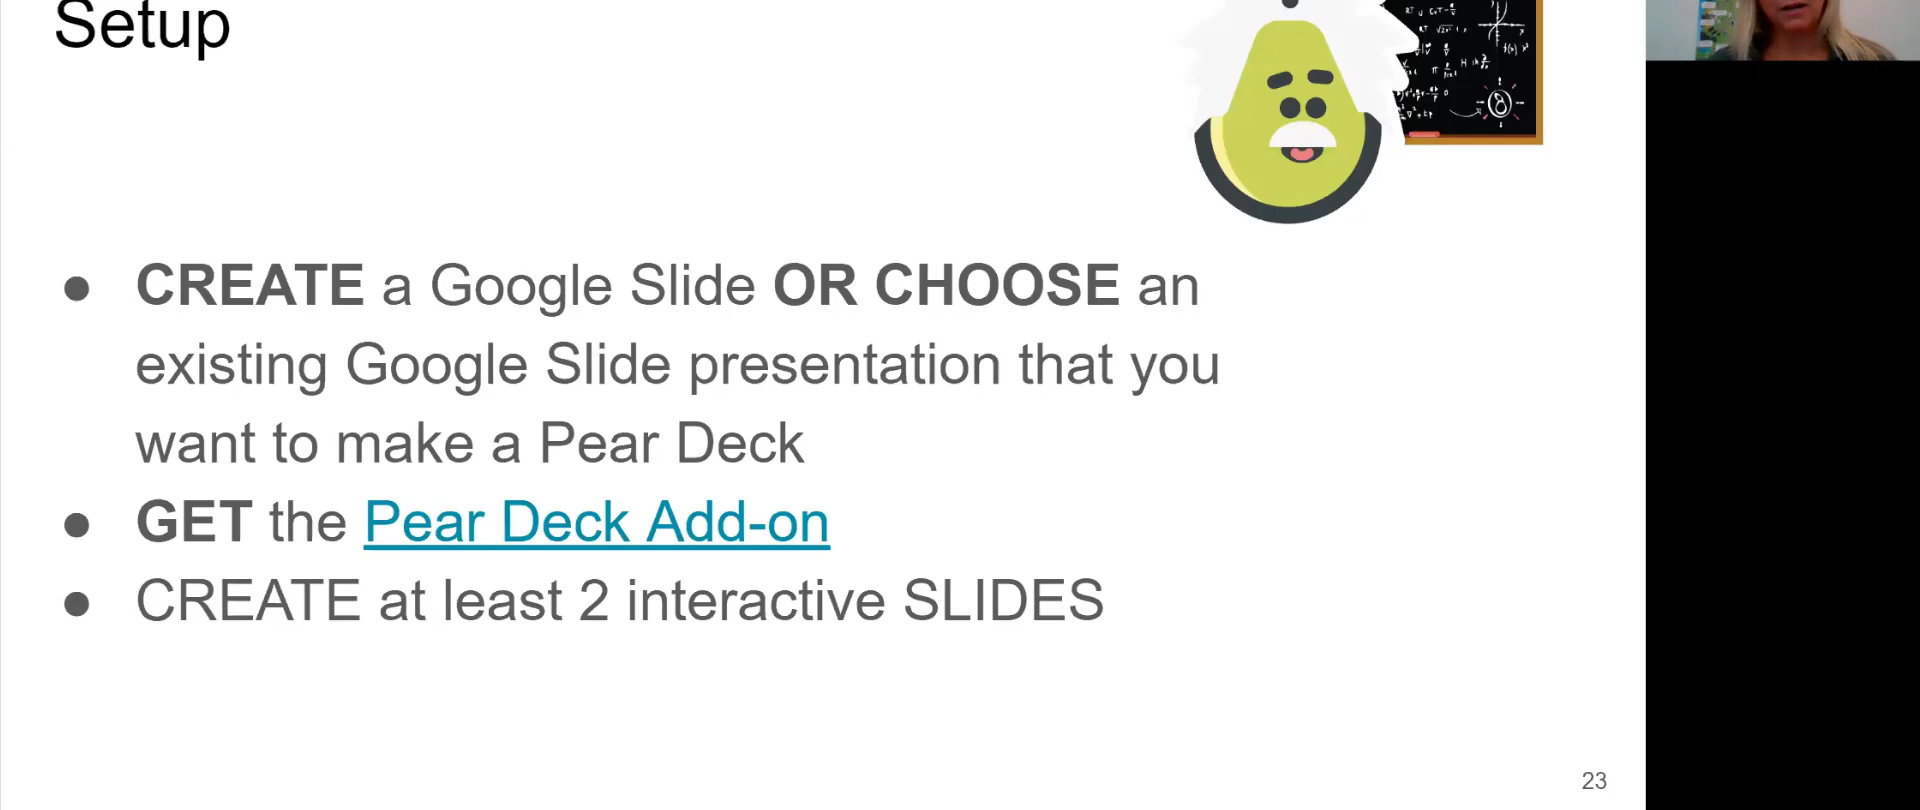 Setup
● CREATE a Google Slide OR CHOOSE an
existing Google Slide presentation that you
want to make a Pear Deck
● GET the Pear Deck Add-on
● CREATE at least 2 interactive SLIDES
23